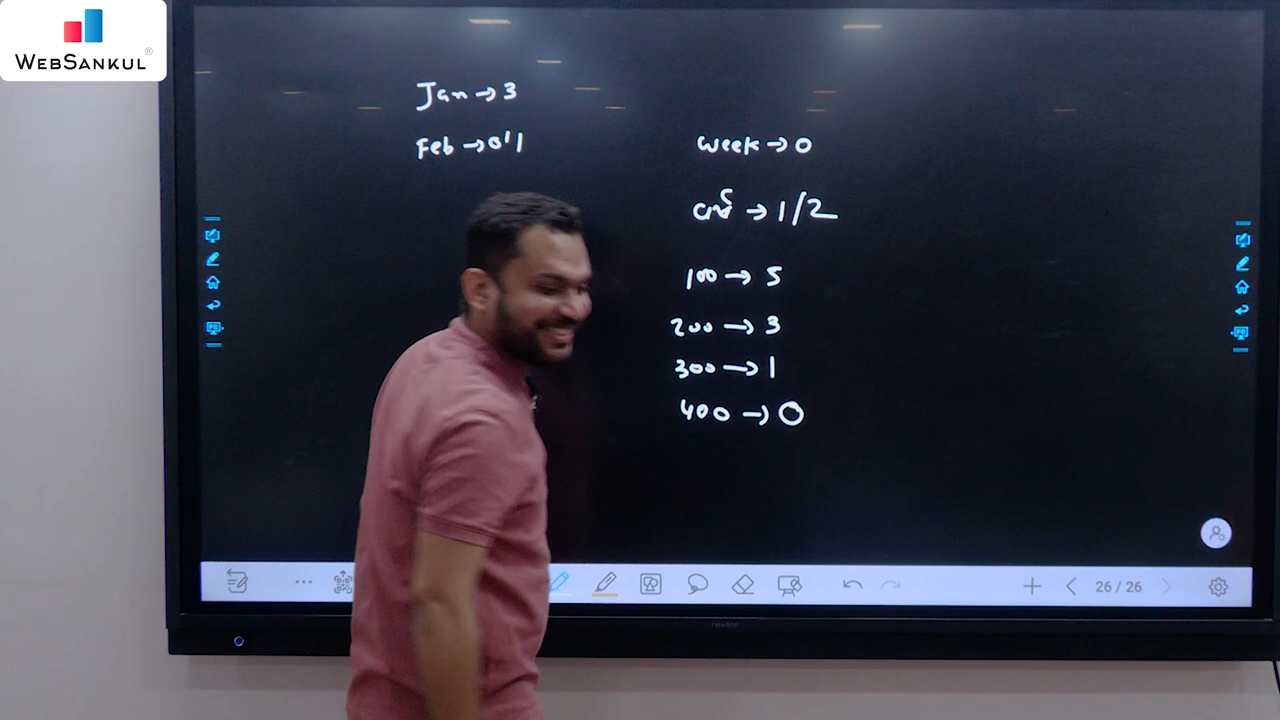 WEBSANKUL®
Jan → 3
Feb → 0/1
week → 0
વર્ષ → 1/2
100 → 5
200 → 3
300 → 1
400 → 0
26 / 26
newline